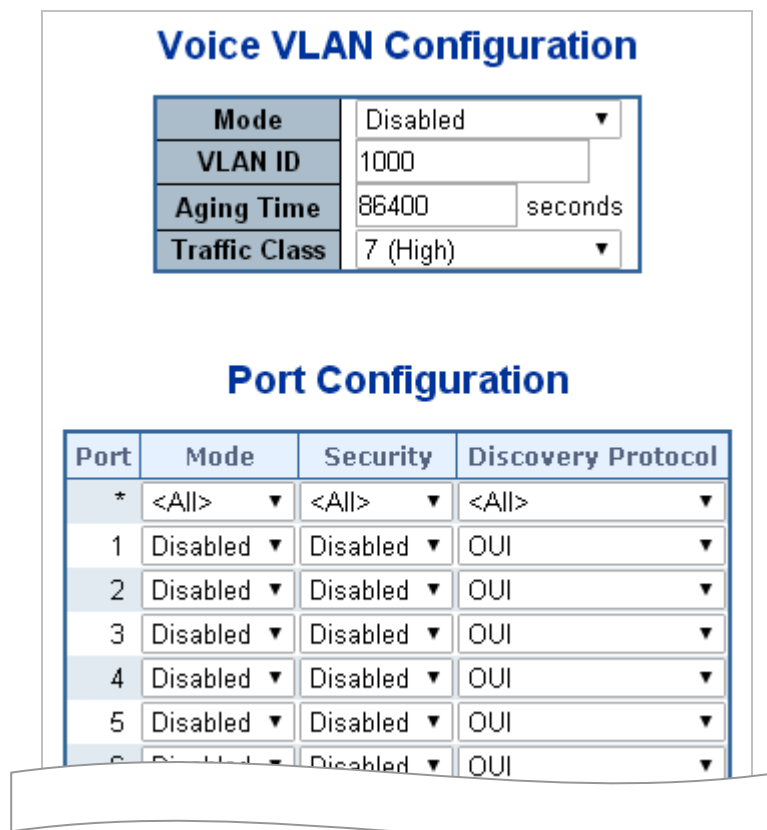 Voice VLAN Configuration
Mode Disabled
VLAN ID 1000
Aging Time 86400 seconds
Traffic Class 7 (High)
Port Configuration
Port Mode Security Discovery Protocol
* <All> <All> <All>
1 Disabled Disabled OUI
2 Disabled Disabled OUI
3 Disabled Disabled OUI
4 Disabled Disabled OUI
5 Disabled Disabled OUI
Disabled OUI